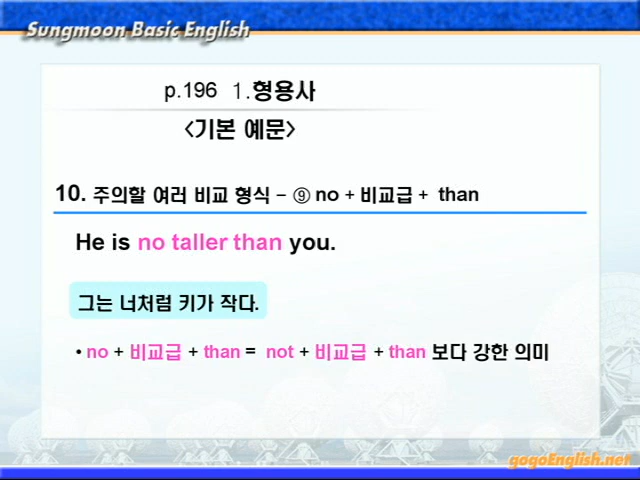 Sungmoon Basic English
p.196 1.형용사
<기본 예문>
10. 주의할 여러 비교 형식 - ⑨ no + 비교급 + than
He is no taller than you.
그는 너처럼 키가 작다.
• no + 비교급 + than = not + 비교급 + than 보다 강한 의미
gogoEnglish.net